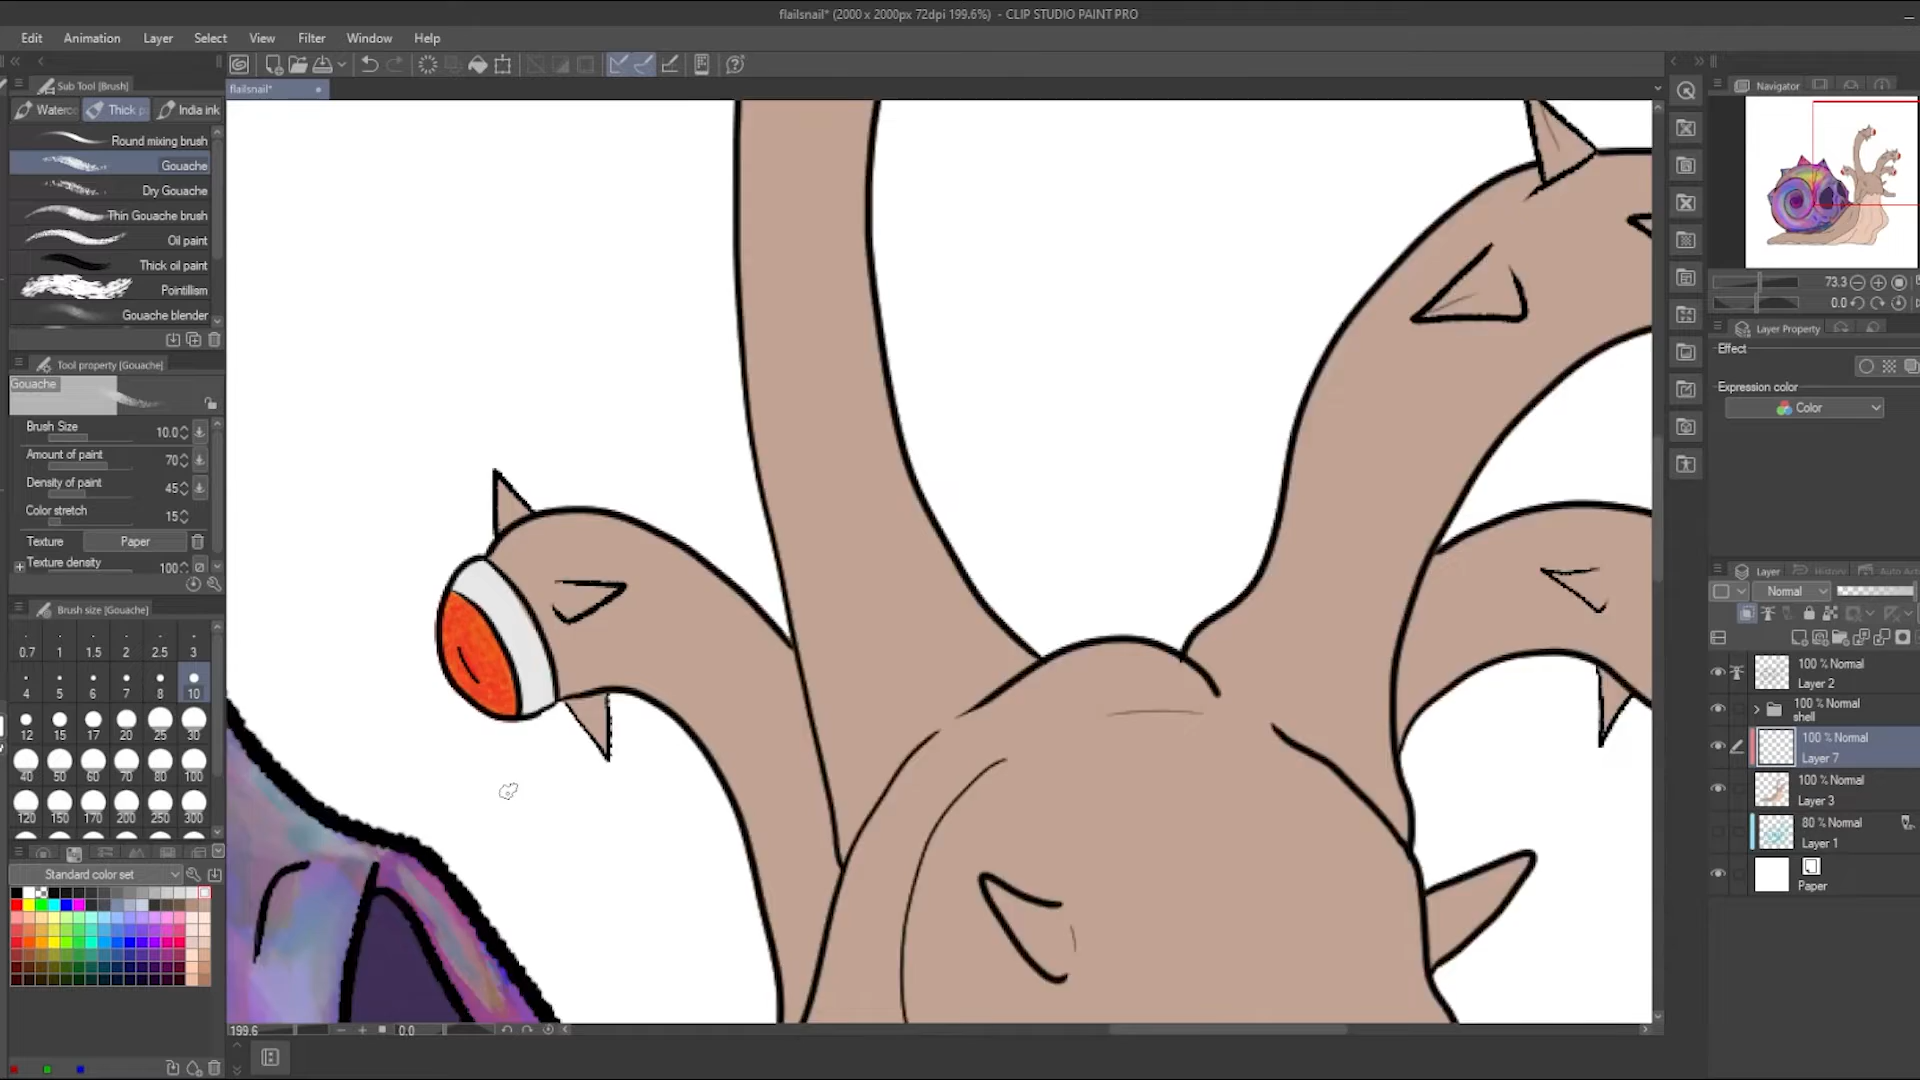 flailsnail* (2000 x 2000px 72dpi 199.6%) - CLIP STUDIO PAINT PRO
Edit Animation Layer Select View Filter Window Help
Sub Tool [Brush]
flailsnail*
Navigator
Waterc Thick p India ink
Round mixing brush
Gouache
Dry Gouache
Thin Gouache brush
Oil paint
Thick oil paint
Pointillism
Gouache blender
73.3
0.0
Layer Property
Effect
Expression color
Color
Tool property [Gouache]
Gouache
Brush Size 10.0
Amount of paint 70
Density of paint 45
Color stretch 15
Texture Paper
Texture density 100
Brush size [Gouache]
0.7 1 1.5 2 2.5 3
4 5 6 7 8 10
12 15 17 20 25 30
40 50 60 70 80 100
120 150 170 200 250 300
Standard color set
Layer History Auto Act
Normal
100 % Normal
Layer 2
100 % Normal
shell
100 % Normal
Layer 7
100 % Normal
Layer 3
80 % Normal
Layer 1
Paper
199.6 0.0